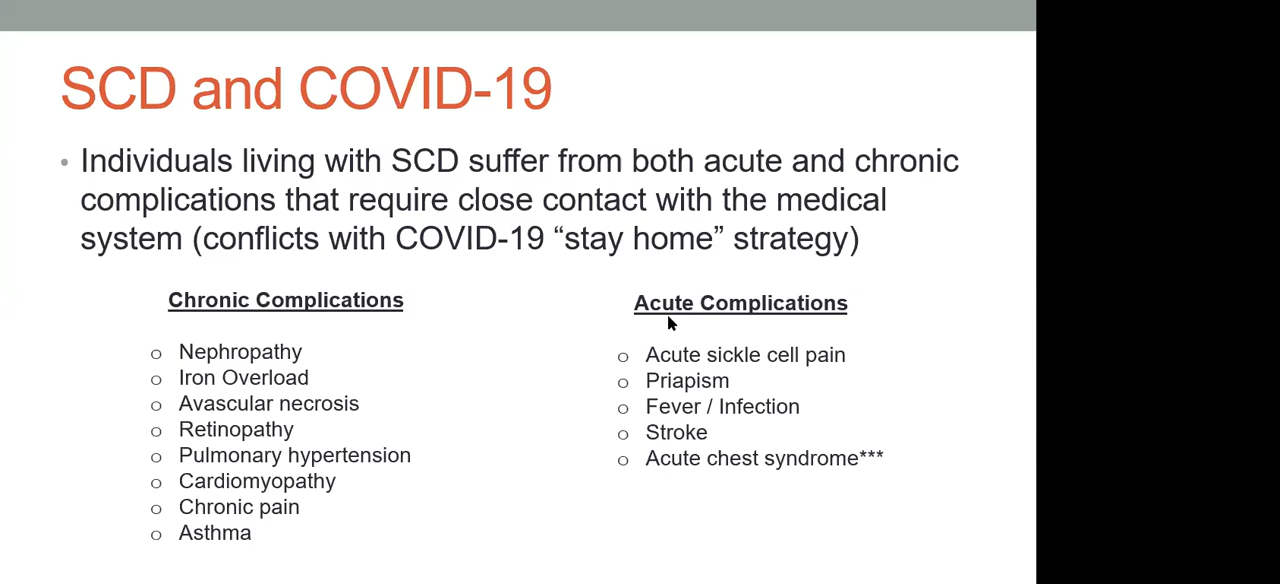 SCD and COVID-19
• Individuals living with SCD suffer from both acute and chronic
complications that require close contact with the medical
system (conflicts with COVID-19 “stay home” strategy)
Chronic Complications
o Nephropathy
o Iron Overload
o Avascular necrosis
o Retinopathy
o Pulmonary hypertension
o Cardiomyopathy
o Chronic pain
o Asthma
Acute Complications
o Acute sickle cell pain
o Priapism
o Fever / Infection
o Stroke
o Acute chest syndrome***